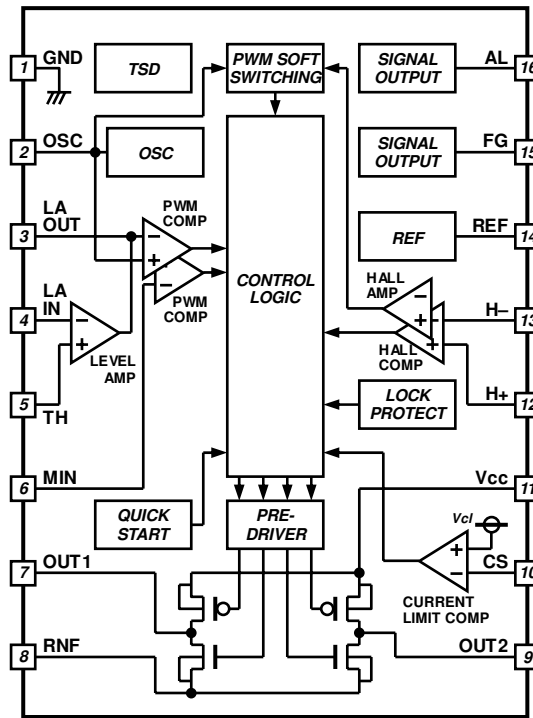 1 GND
TSD
PWM SOFT
SWITCHING
SIGNAL
OUTPUT
AL 16
2 OSC
OSC
SIGNAL
OUTPUT
FG 15
3 LA
OUT
PWM
COMP
−
+
REF
REF 14
4 LA
IN
−
+
LEVEL
AMP
−
PWM
COMP
CONTROL
LOGIC
HALL
AMP
−
+
−
+
HALL
COMP
H− 13
5 TH
LOCK
PROTECT
H+ 12
6 MIN
QUICK
START
PRE-
DRIVER
Vcc 11
Vcl
+
−
CS 10
CURRENT
LIMIT COMP
7 OUT1
8 RNF
OUT2 9